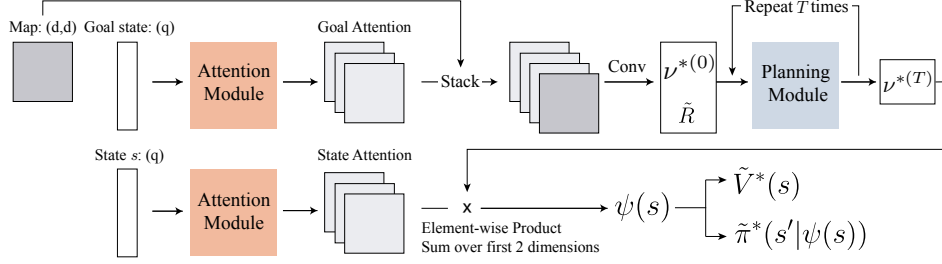 Map: (d,d)
Goal state: (q)
Attention
Module
Goal Attention
Stack
Conv
ν*(0)
R̃
Repeat T times
Planning
Module
ν*(T)
State s: (q)
Attention
Module
State Attention
x
Element-wise Product
Sum over first 2 dimensions
ψ(s)
Ṽ*(s)
π̃*(s′|ψ(s))